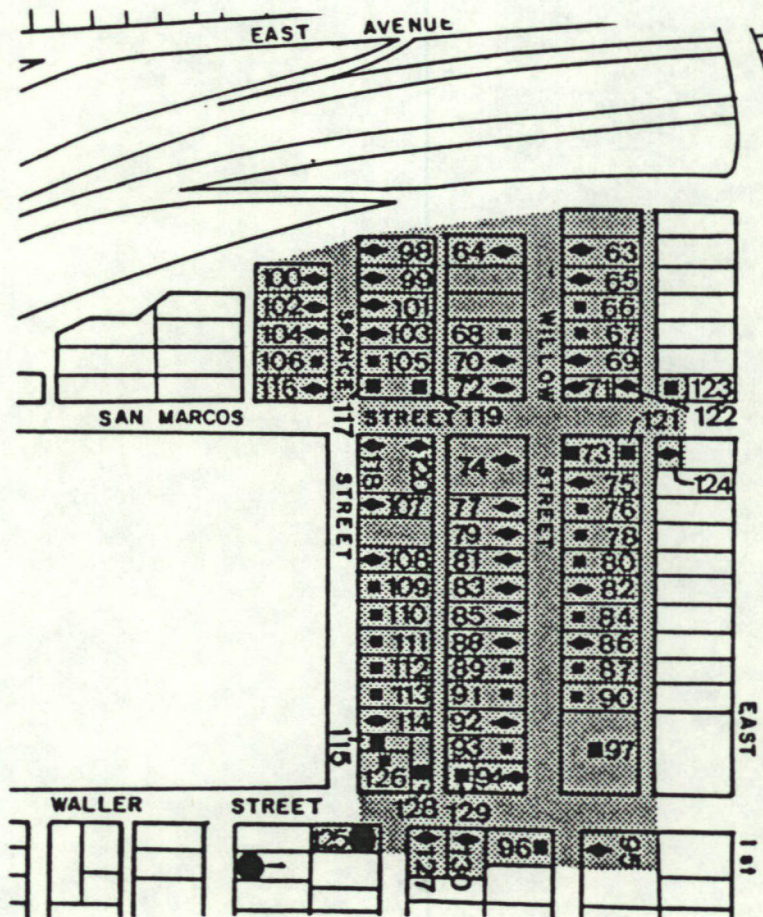 EAST AVENUE
98 64 63
100 99 65
102 101 66
104 103 68 67
106 105 70 69
116 72 71 123
SPENCE
WILLOW
SAN MARCOS STREET
117 119 122
121
118 120 74 73
124
75
107 77 76
79 78
108 81 80
109 83 82
110 85 84
111 88 86
112 89 87
113 91 90
114 92
115 93 97
126 94
STREET
STREET
128 129
WALLER STREET
EAST 1st
125 127 130 96 95